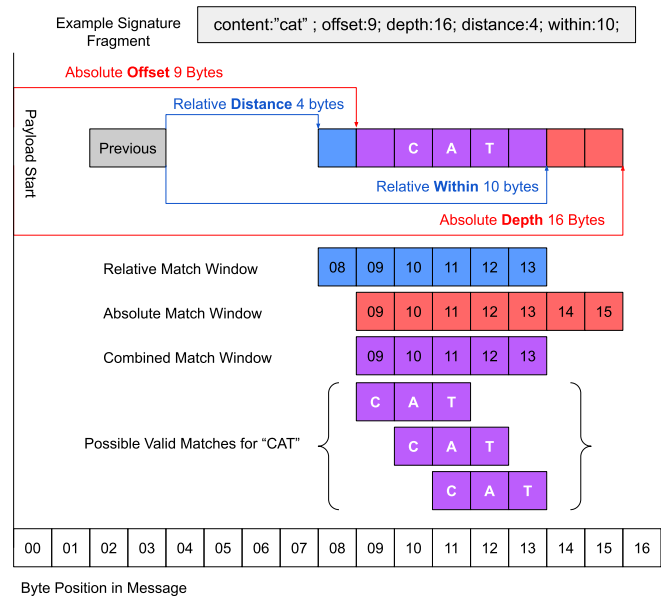 Example Signature
Fragment
content:”cat” ; offset:9; depth:16; distance:4; within:10;
Absolute Offset 9 Bytes
Relative Distance 4 bytes
Payload Start
Previous
C A T
Relative Within 10 bytes
Absolute Depth 16 Bytes
Relative Match Window
08 09 10 11 12 13
Absolute Match Window
09 10 11 12 13 14 15
Combined Match Window
09 10 11 12 13
C A T
Possible Valid Matches for “CAT”
C A T
C A T
00 01 02 03 04 05 06 07 08 09 10 11 12 13 14 15 16
Byte Position in Message